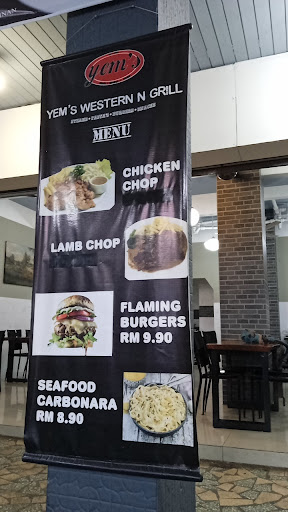 yem's
YEM'S WESTERN N GRILL
MENU
CHICKEN
CHOP
LAMB CHOP
FLAMING
BURGERS
RM 9.90
SEAFOOD
CARBONARA
RM 8.90